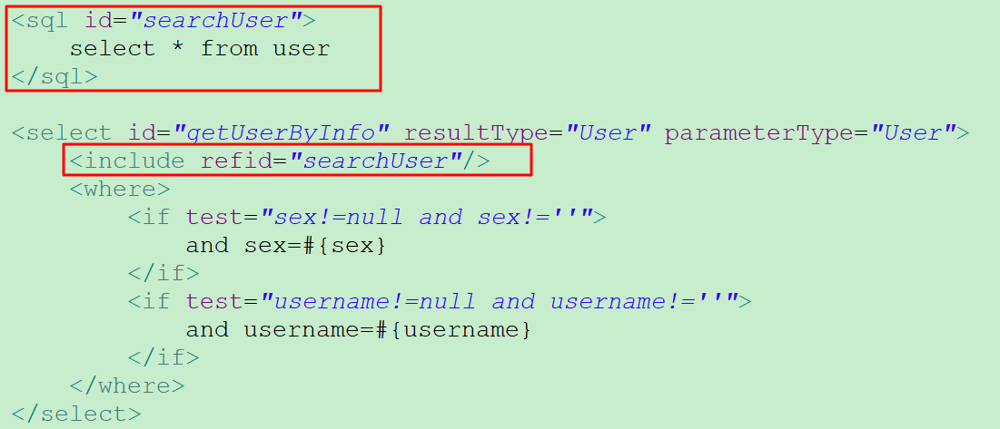 <sql id="searchUser">
    select * from user
</sql>

<select id="getUserByInfo" resultType="User" parameterType="User">
    <include refid="searchUser"/>
    <where>
        <if test="sex!=null and sex!=''">
            and sex=#{sex}
        </if>
        <if test="username!=null and username!=''">
            and username=#{username}
        </if>
    </where>
</select>